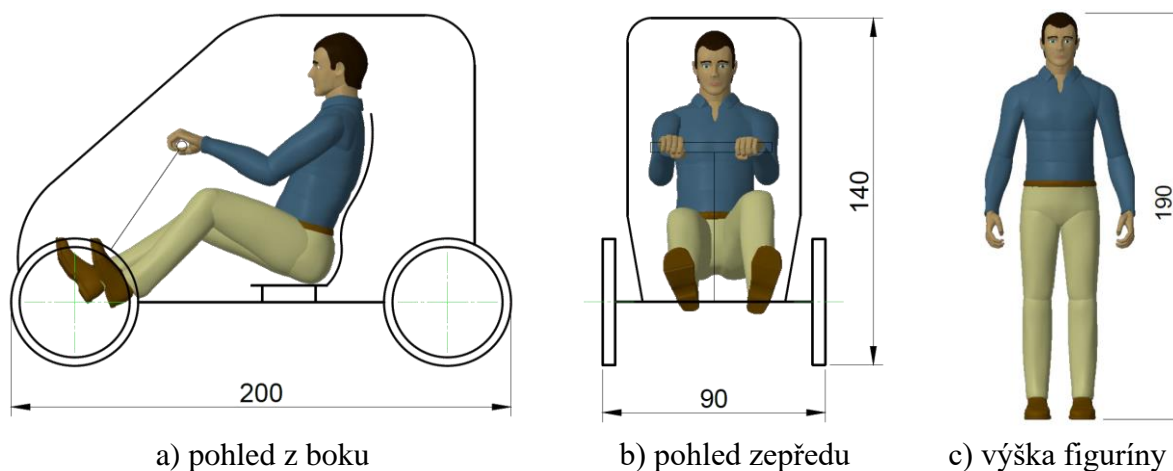 200
90
140
190
a) pohled z boku
b) pohled zepředu
c) výška figuríny